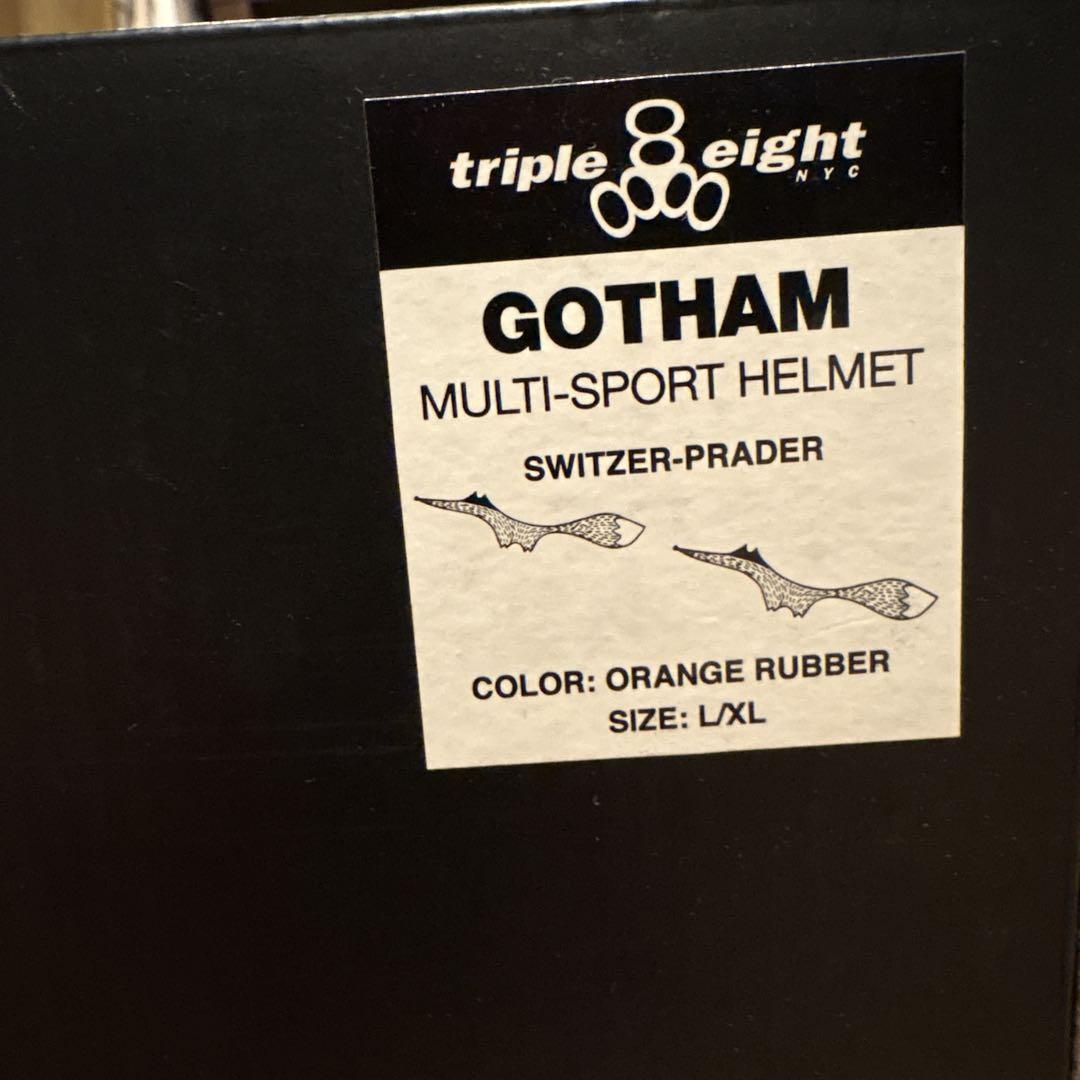 triple eight
NYC
GOTHAM
MULTI-SPORT HELMET
SWITZER-PRADER
COLOR: ORANGE RUBBER
SIZE: L/XL